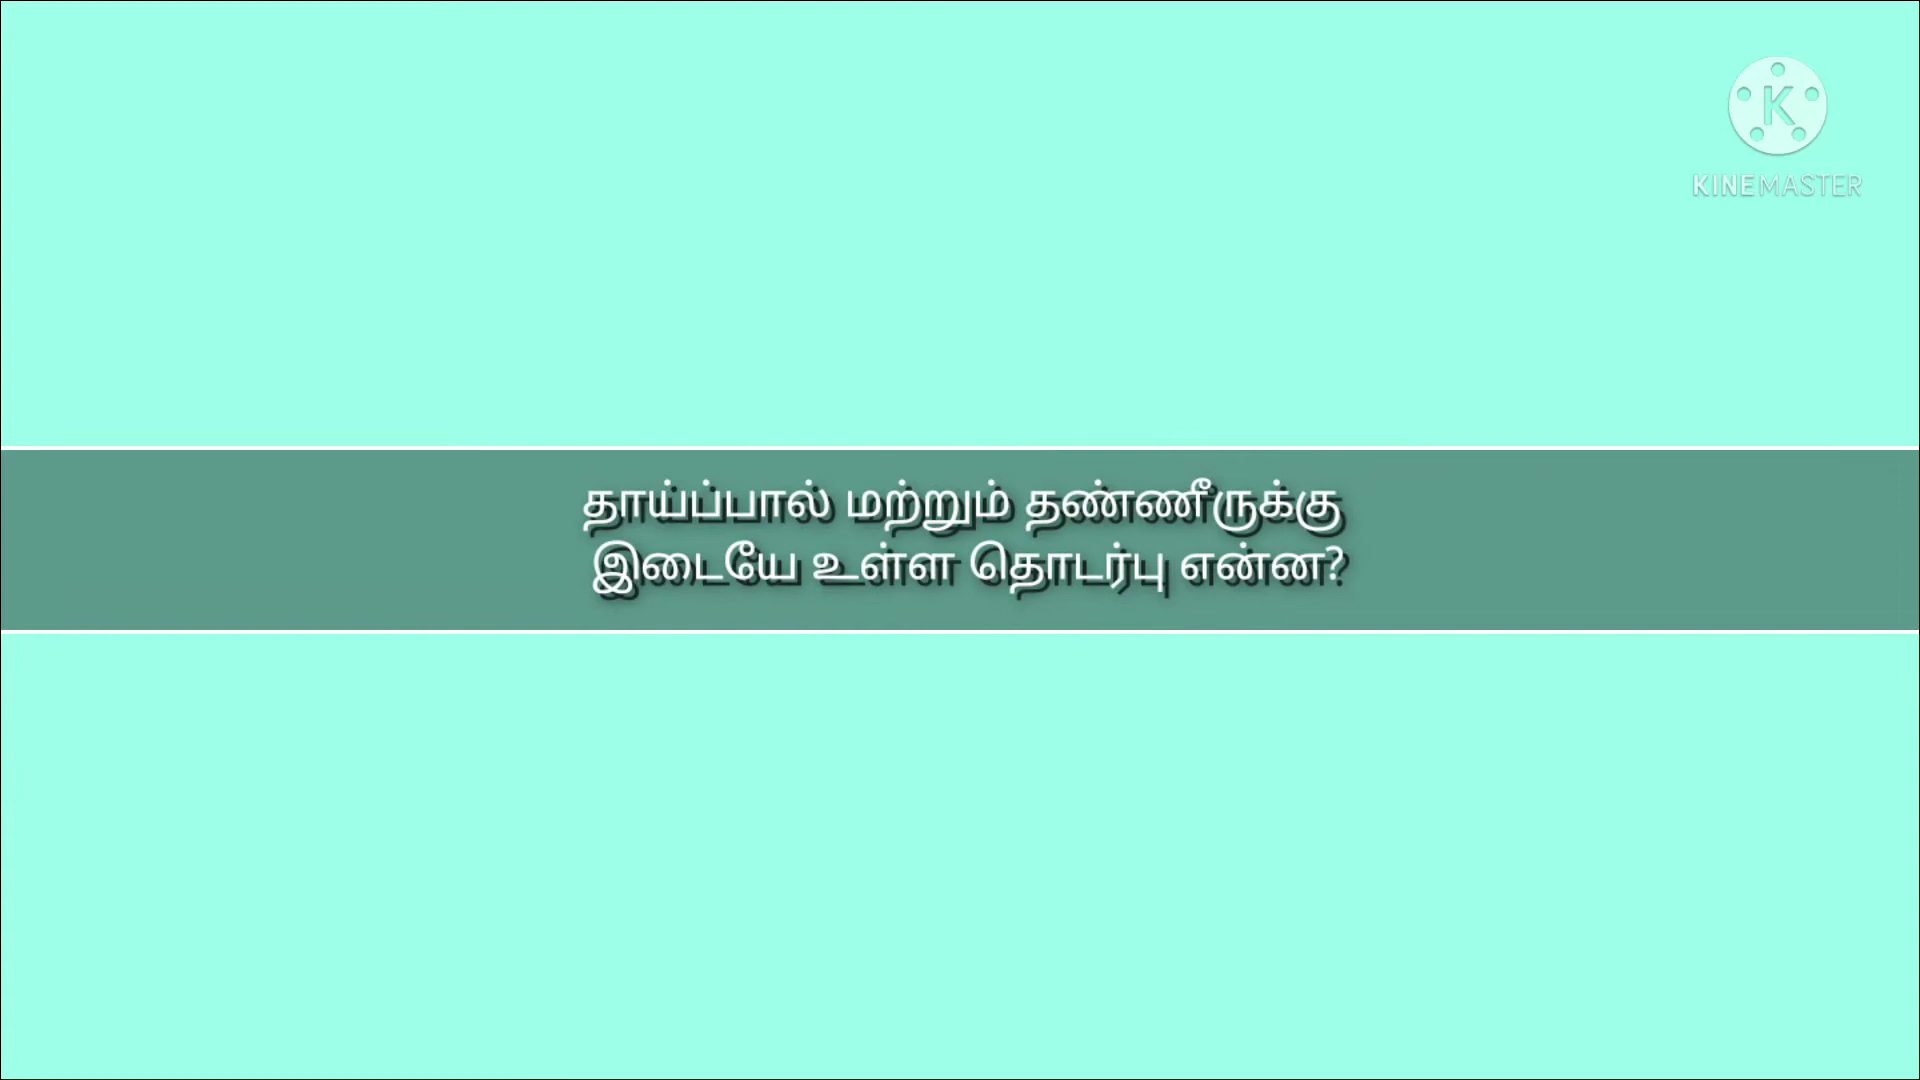 KINEMASTER
தாய்ப்பால் மற்றும் தண்ணீருக்கு
இடையே உள்ள தொடர்பு என்ன?